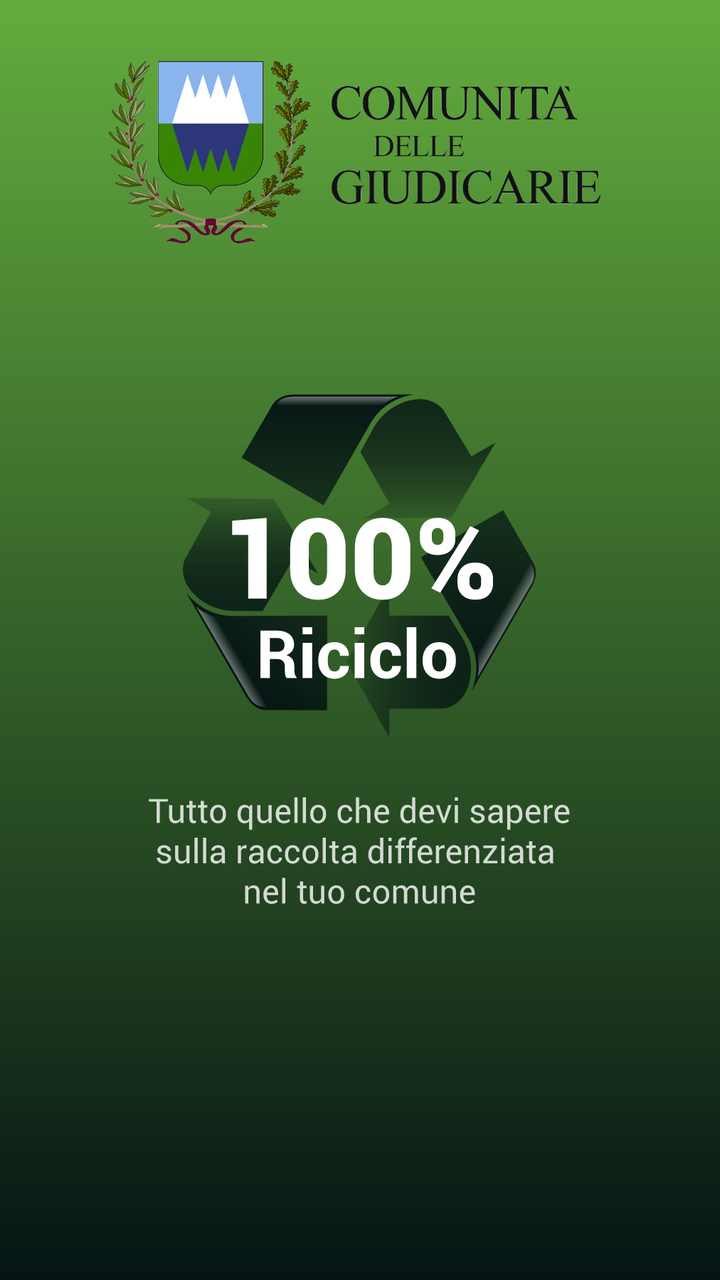 COMUNITÀ
DELLE
GIUDICARIE
100%
Riciclo
Tutto quello che devi sapere
sulla raccolta differenziata
nel tuo comune